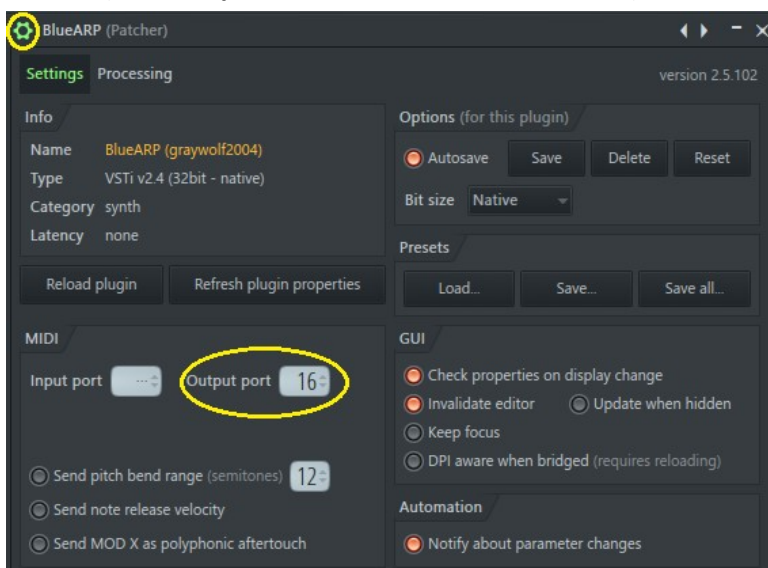 BlueARP (Patcher)
Settings Processing
version 2.5.102
Info
Name BlueARP (graywolf2004)
Type VSTi v2.4 (32bit - native)
Category synth
Latency none
Reload plugin Refresh plugin properties
Options (for this plugin)
Autosave Save Delete Reset
Bit size Native
Presets
Load... Save... Save all...
MIDI
Input port --- Output port 16
Send pitch bend range (semitones) 12
Send note release velocity
Send MOD X as polyphonic aftertouch
GUI
Check properties on display change
Invalidate editor Update when hidden
Keep focus
DPI aware when bridged (requires reloading)
Automation
Notify about parameter changes